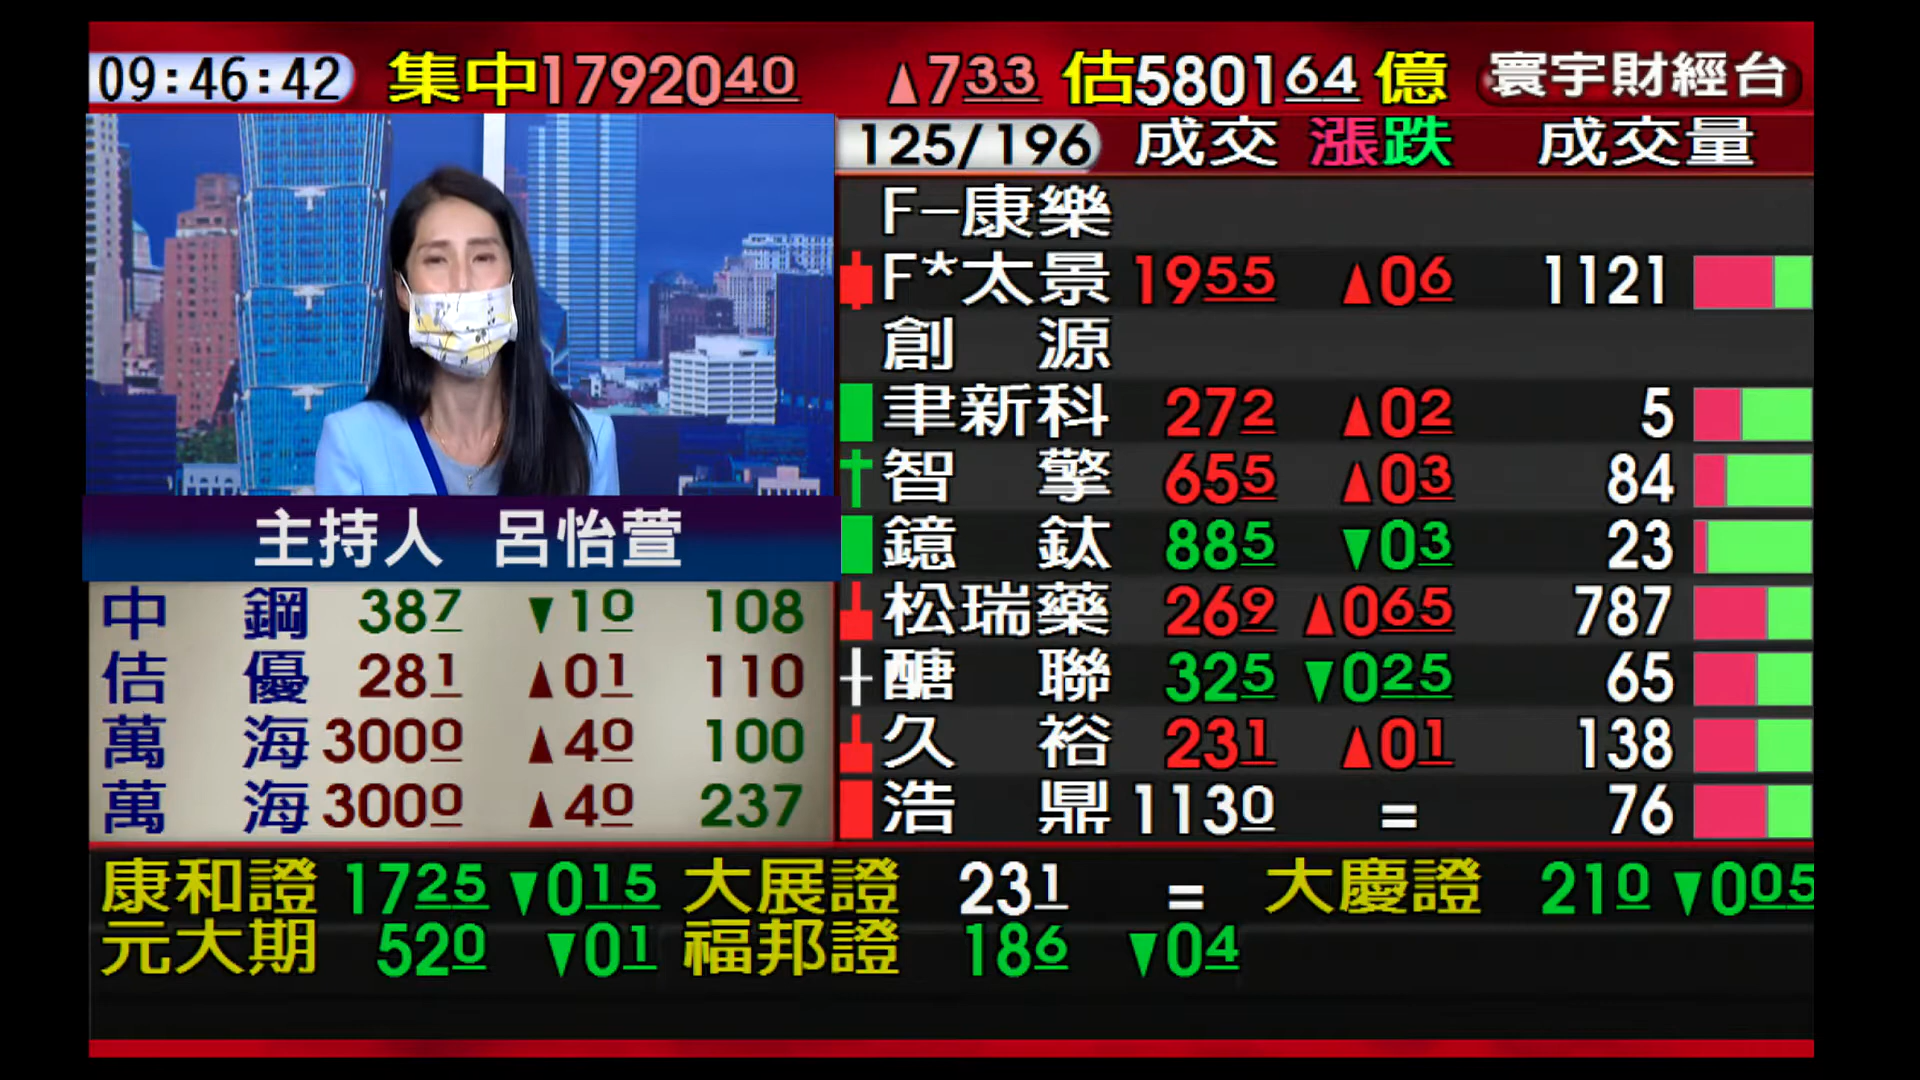 09:46:42 集中1792040 ▲733 估580164億 寰宇財經台
125/196 成交 漲跌 成交量
F-康樂
F*太景 1955 ▲06 1121
創源
聿新科 272 ▲02 5
智擎 655 ▲03 84
鐿鈦 885 ▼03 23
松瑞藥 269 ▲065 787
醣聯 325 ▼025 65
久裕 231 ▲01 138
浩鼎 1130 = 76
主持人 呂怡萱
中鋼 387 ▼10 108
佶優 281 ▲01 110
萬海 3000 ▲40 100
萬海 3000 ▲40 237
康和證 1725 ▼015 大展證 231 = 大慶證 210 ▼005
元大期 520 ▼01 福邦證 186 ▼04